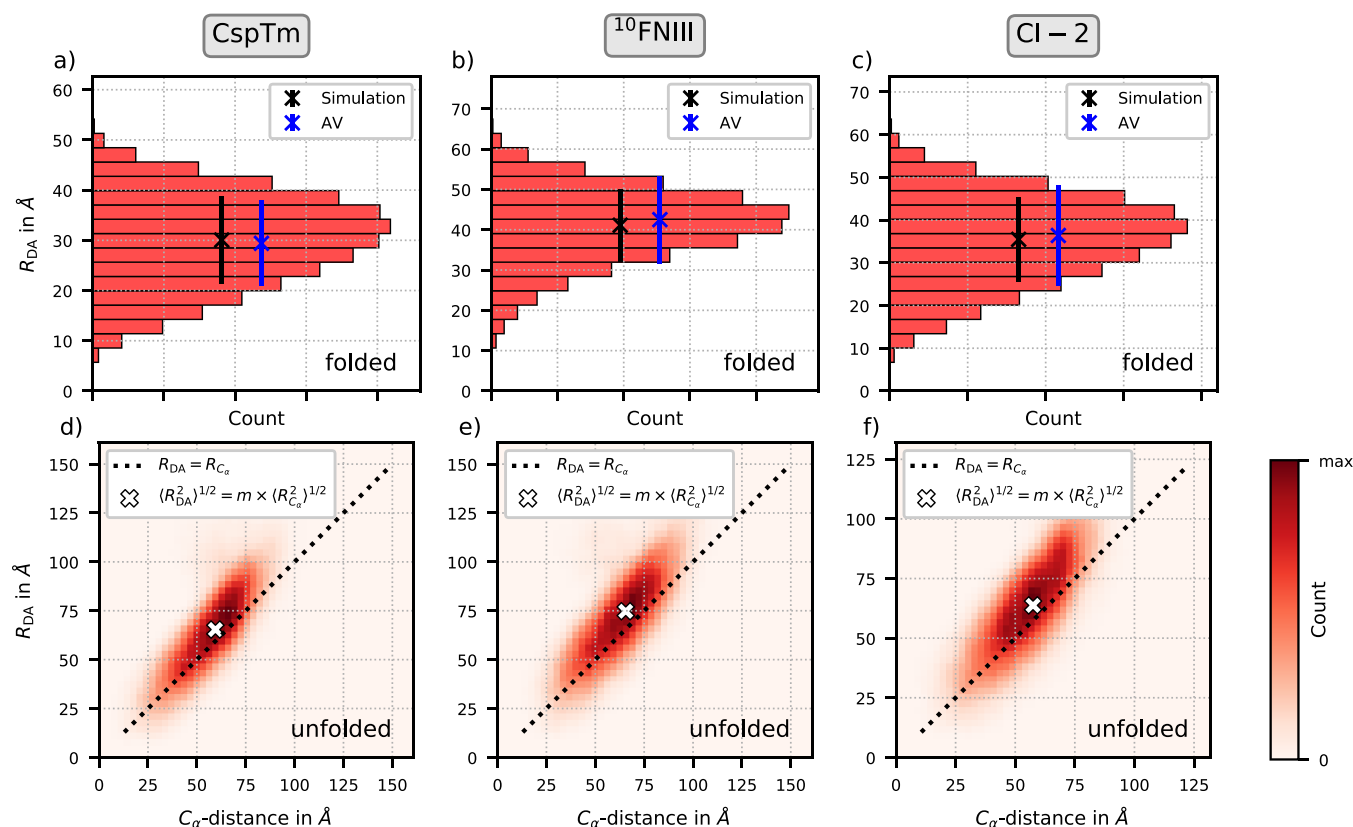 CspTm
¹⁰FNIII
CI − 2
a)
b)
c)
60
50
40
30
20
10
0
R_DA in Å
Simulation
AV
folded
Count
70
60
50
40
30
20
10
0
Simulation
AV
folded
Count
70
60
50
40
30
20
10
0
Simulation
AV
folded
Count
d)
e)
f)
150
125
100
75
50
25
0
R_DA in Å
R_DA = R_Cα
⟨R²_DA⟩^1/2 = m × ⟨R²_Cα⟩^1/2
unfolded
0 25 50 75 100 125 150
Cα-distance in Å
150
125
100
75
50
25
0
R_DA = R_Cα
⟨R²_DA⟩^1/2 = m × ⟨R²_Cα⟩^1/2
unfolded
0 25 50 75 100 125 150
Cα-distance in Å
125
100
75
50
25
0
R_DA = R_Cα
⟨R²_DA⟩^1/2 = m × ⟨R²_Cα⟩^1/2
unfolded
0 25 50 75 100 125
Cα-distance in Å
max
Count
0